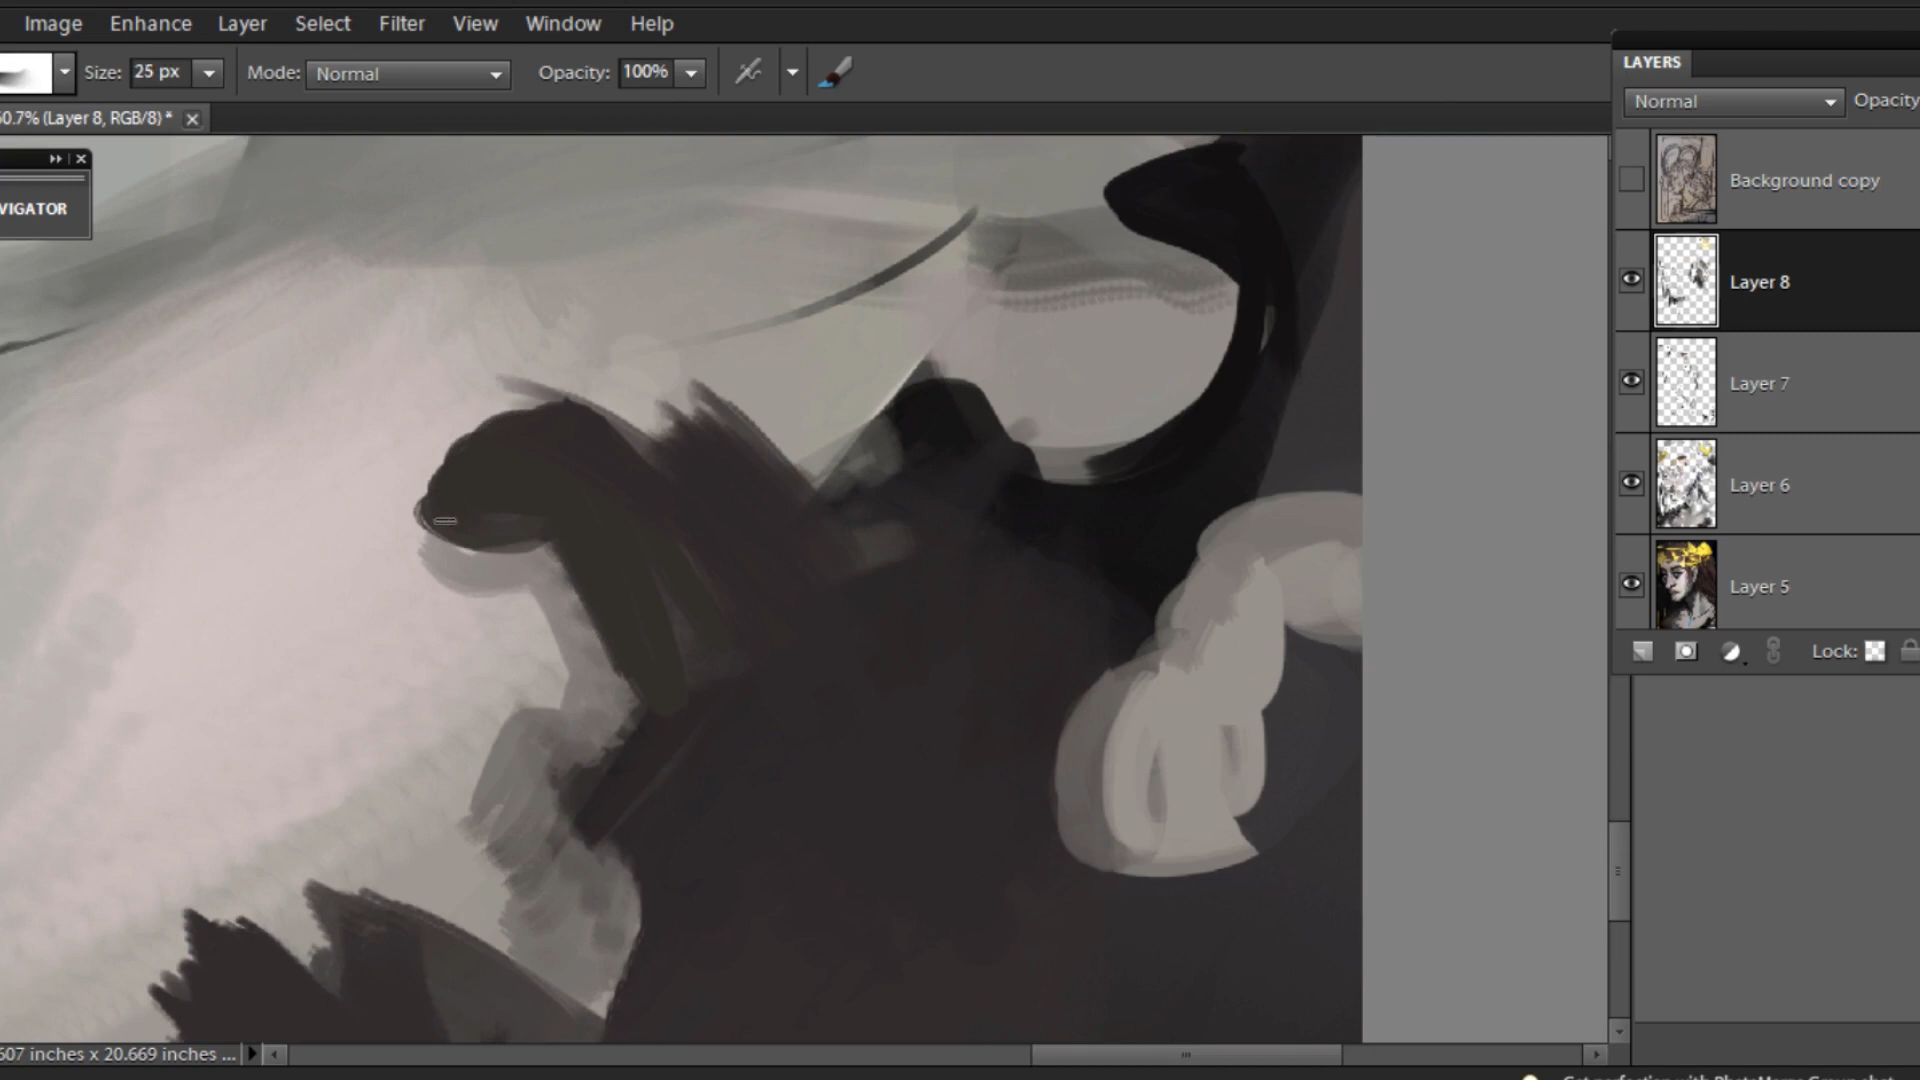 Image Enhance Layer Select Filter View Window Help
Size: 25 px Mode: Normal Opacity: 100%
LAYERS
Normal Opacity
0.7% (Layer 8, RGB/8) *
VIGATOR
Background copy
Layer 8
Layer 7
Layer 6
Layer 5
Lock:
607 inches x 20.669 inches ...